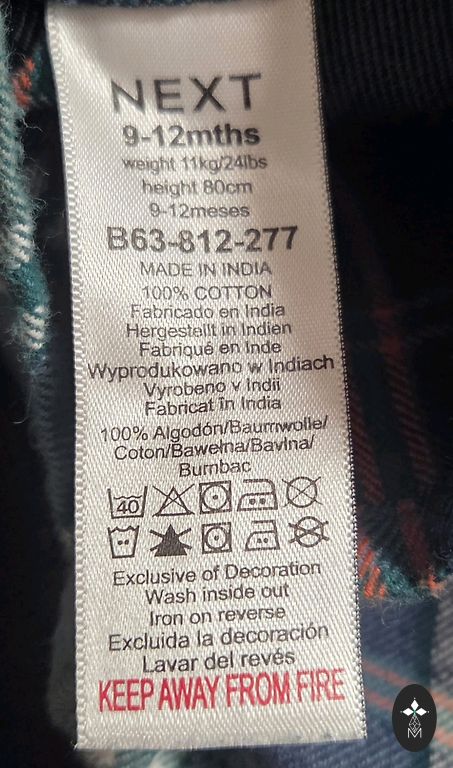 NEXT
9-12mths
weight 11kg/24lbs
height 80cm
9-12meses
B63-812-277
MADE IN INDIA
100% COTTON
Fabricado en India
Hergestellt in Indien
Fabriqué en Inde
Wyprodukowano w Indiach
Vyrobeno v Indii
Fabricat în India
100% Algodón/Baumwolle/
Coton/Bawełna/Bavlna/
Bumbac
40
Exclusive of Decoration
Wash inside out
Iron on reverse
Excluida la decoración
Lavar del revés
KEEP AWAY FROM FIRE
M